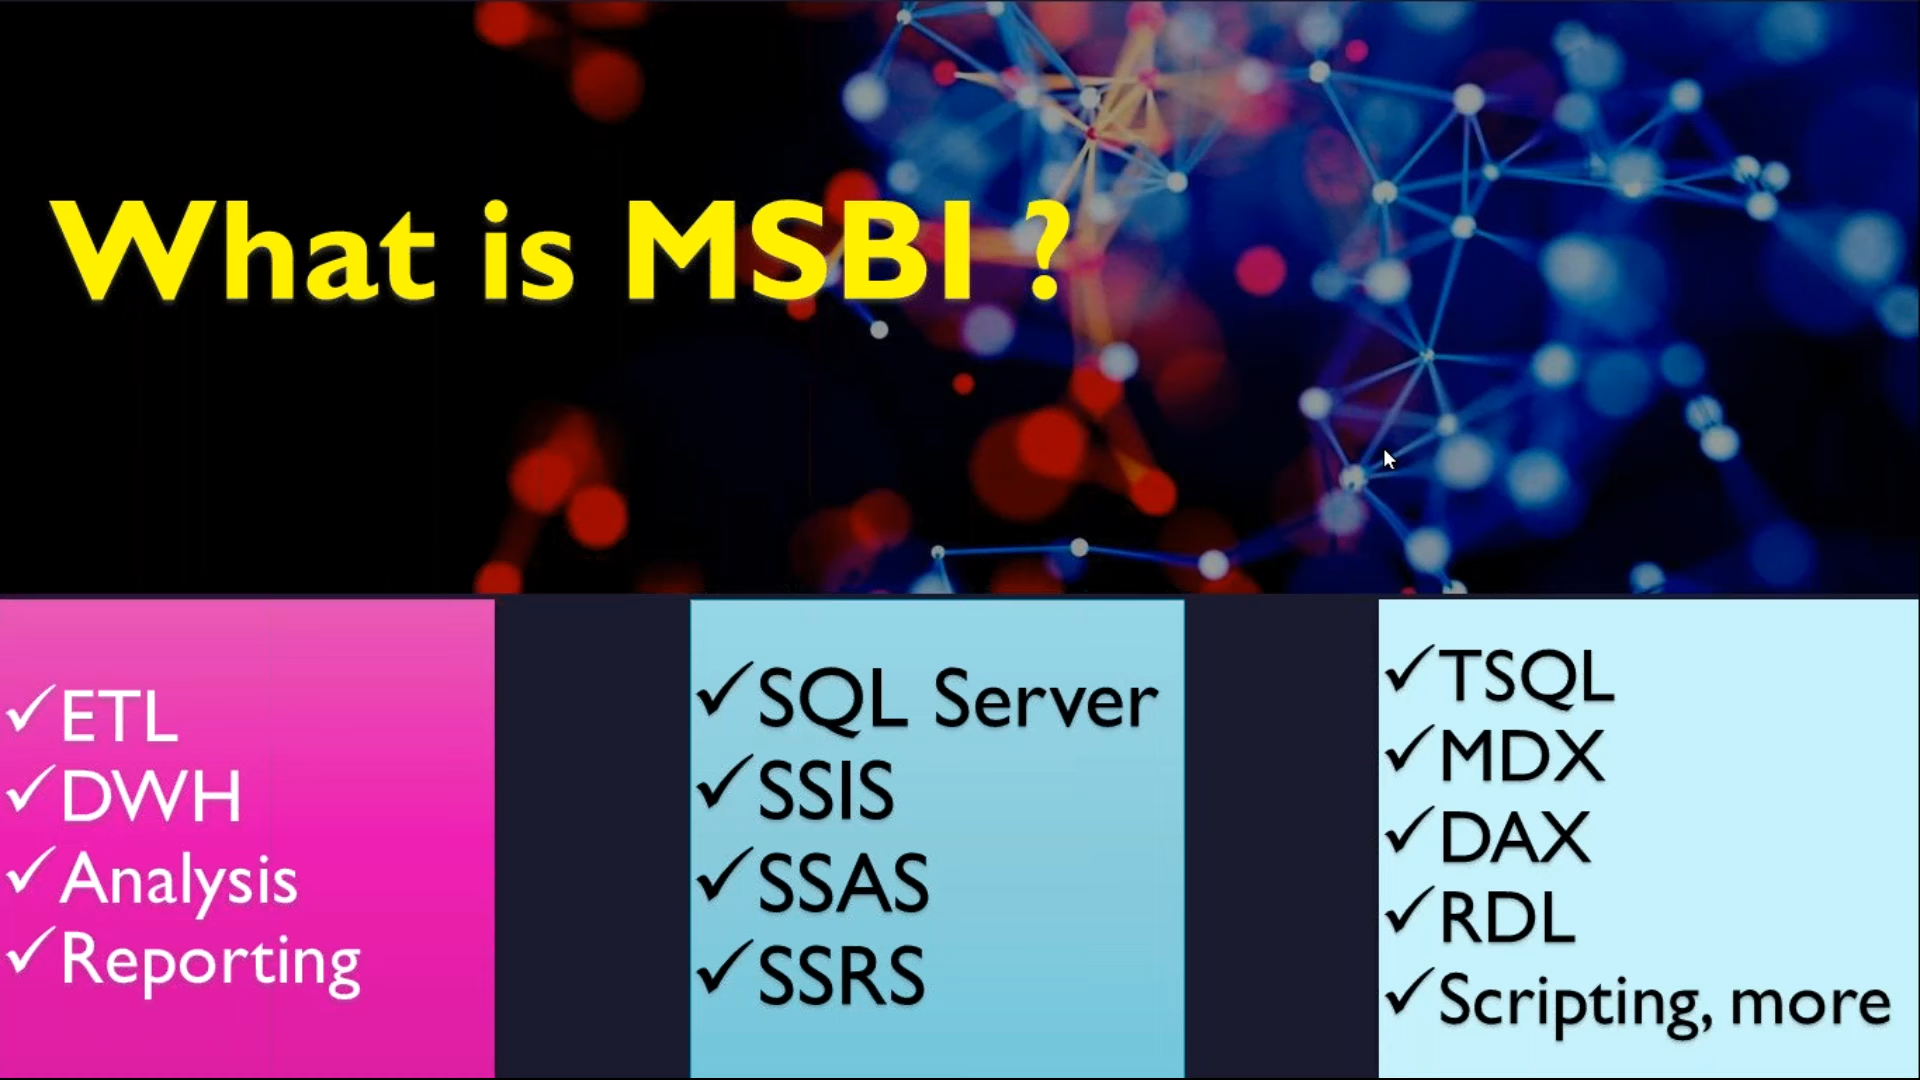 What is MSBI ?
✓ETL
✓DWH
✓Analysis
✓Reporting
✓SQL Server
✓SSIS
✓SSAS
✓SSRS
✓TSQL
✓MDX
✓DAX
✓RDL
✓Scripting, more